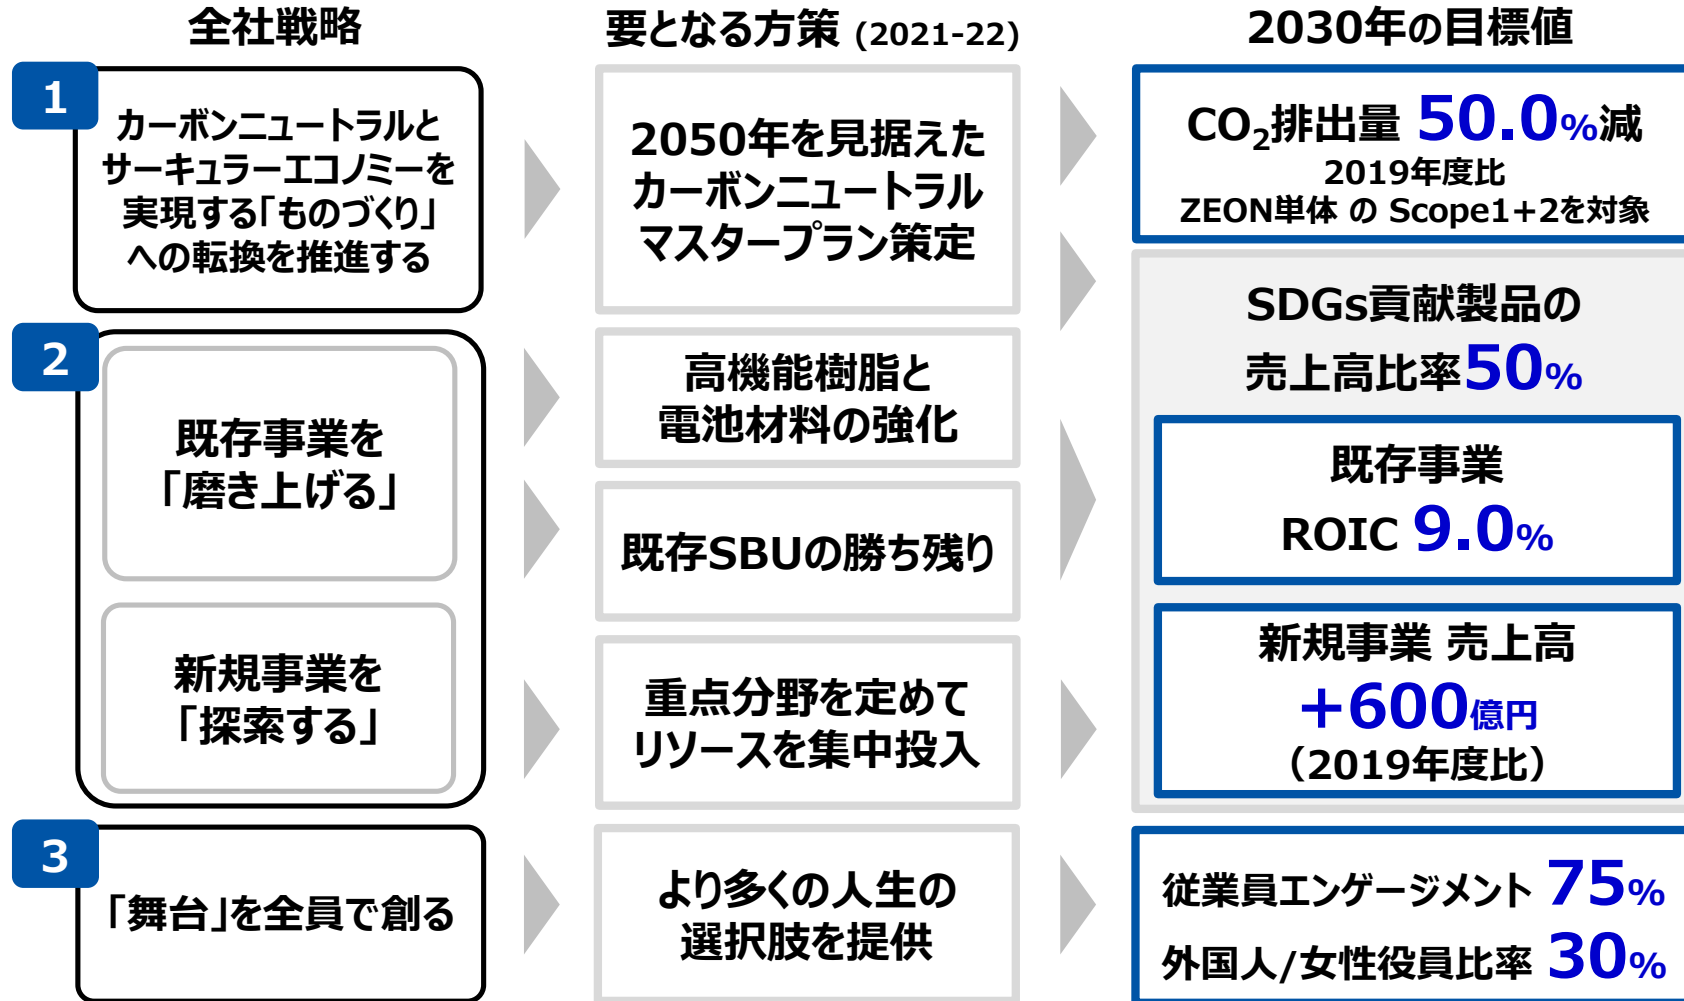 全社戦略
要となる方策 (2021-22)
2030年の目標値
1
カーボンニュートラルと
サーキュラーエコノミーを
実現する「ものづくり」
への転換を推進する
2050年を見据えた
カーボンニュートラル
マスタープラン策定
CO₂排出量 50.0%減
2019年度比
ZEON単体 の Scope1+2を対象
SDGs貢献製品の
売上高比率50%
2
既存事業を
「磨き上げる」
高機能樹脂と
電池材料の強化
既存SBUの勝ち残り
既存事業
ROIC 9.0%
新規事業を
「探索する」
重点分野を定めて
リソースを集中投入
新規事業 売上高
+600億円
(2019年度比)
3
「舞台」を全員で創る
より多くの人生の
選択肢を提供
従業員エンゲージメント 75%
外国人/女性役員比率 30%